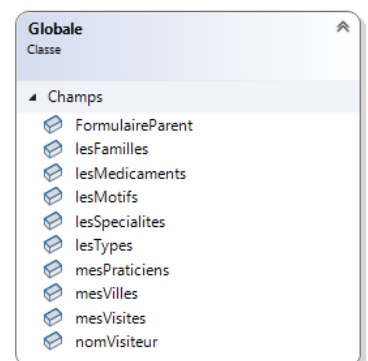 Globale
Classe
Champs
FormulaireParent
lesFamilles
lesMedicaments
lesMotifs
lesSpecialites
lesTypes
mesPraticiens
mesVilles
mesVisites
nomVisiteur